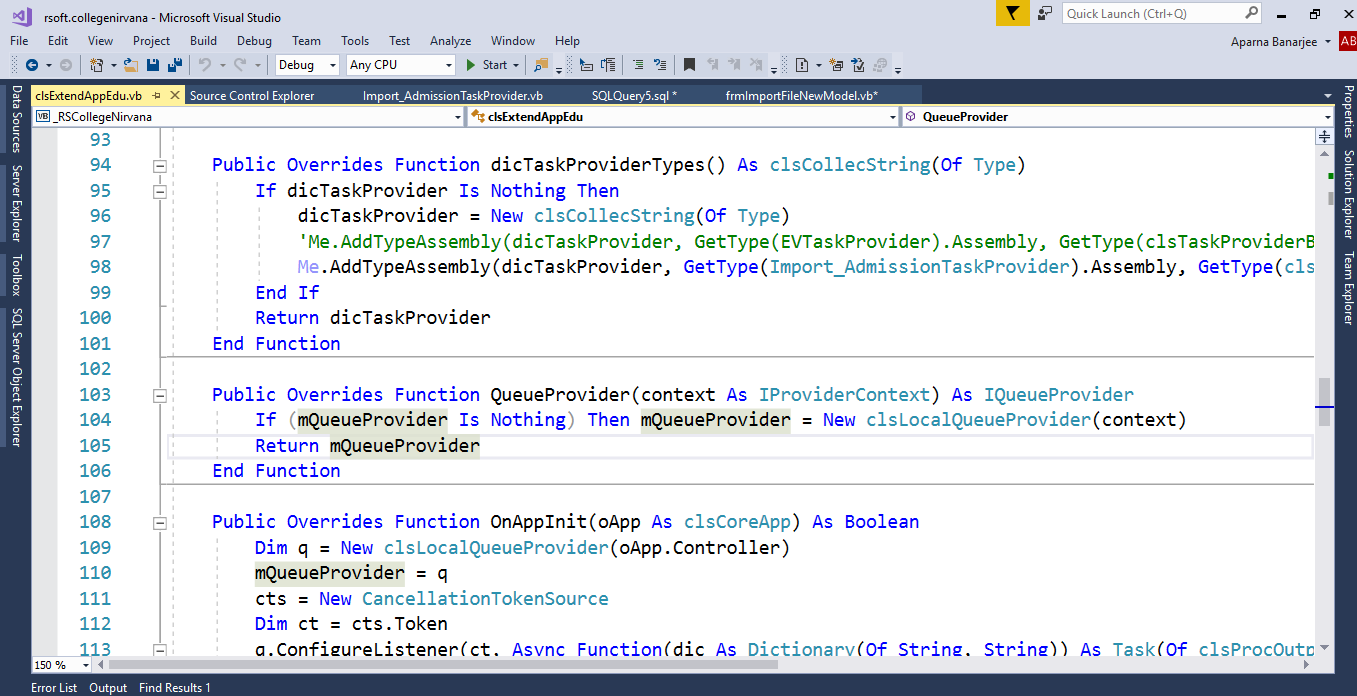 rsoft.collegenirvana - Microsoft Visual Studio
Quick Launch (Ctrl+Q)
File Edit View Project Build Debug Team Tools Test Analyze Window Help
Aparna Banarjee AB
Debug Any CPU Start
clsExtendAppEdu.vb Source Control Explorer Import_AdmissionTaskProvider.vb SQLQuery5.sql * frmImportFileNewModel.vb*
VB _RSCollegeNirvana clsExtendAppEdu QueueProvider
Data Sources
Server Explorer
Toolbox
SQL Server Object Explorer
93
94 Public Overrides Function dicTaskProviderTypes() As clsCollecString(Of Type)
95 If dicTaskProvider Is Nothing Then
96 dicTaskProvider = New clsCollecString(Of Type)
97 'Me.AddTypeAssembly(dicTaskProvider, GetType(EVTaskProvider).Assembly, GetType(clsTaskProviderB
98 Me.AddTypeAssembly(dicTaskProvider, GetType(Import_AdmissionTaskProvider).Assembly, GetType(cls
99 End If
100 Return dicTaskProvider
101 End Function
102
103 Public Overrides Function QueueProvider(context As IProviderContext) As IQueueProvider
104 If (mQueueProvider Is Nothing) Then mQueueProvider = New clsLocalQueueProvider(context)
105 Return mQueueProvider
106 End Function
107
108 Public Overrides Function OnAppInit(oApp As clsCoreApp) As Boolean
109 Dim q = New clsLocalQueueProvider(oApp.Controller)
110 mQueueProvider = q
111 cts = New CancellationTokenSource
112 Dim ct = cts.Token
113 q.ConfigureListener(ct, Async Function(dic As Dictionary(Of String, String)) As Task(Of clsProcOutp
Properties
Solution Explorer
Team Explorer
150 %
Error List Output Find Results 1